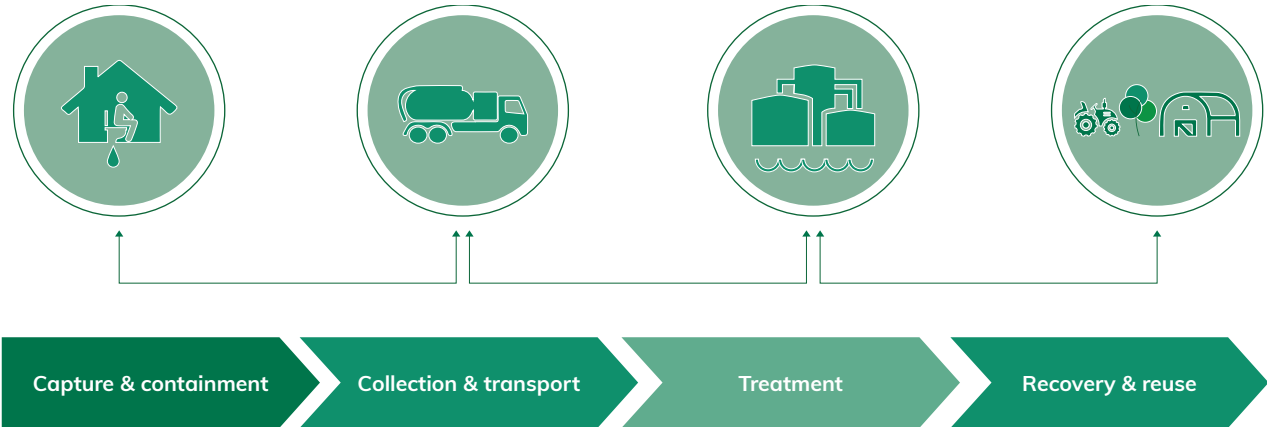 Capture & containment
Collection & transport
Treatment
Recovery & reuse